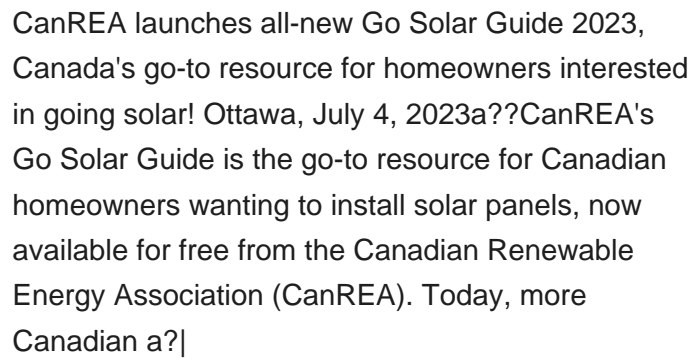 CanREA launches all-new Go Solar Guide 2023,
Canada's go-to resource for homeowners interested
in going solar! Ottawa, July 4, 2023a??CanREA's
Go Solar Guide is the go-to resource for Canadian
homeowners wanting to install solar panels, now
available for free from the Canadian Renewable
Energy Association (CanREA). Today, more
Canadian a?|